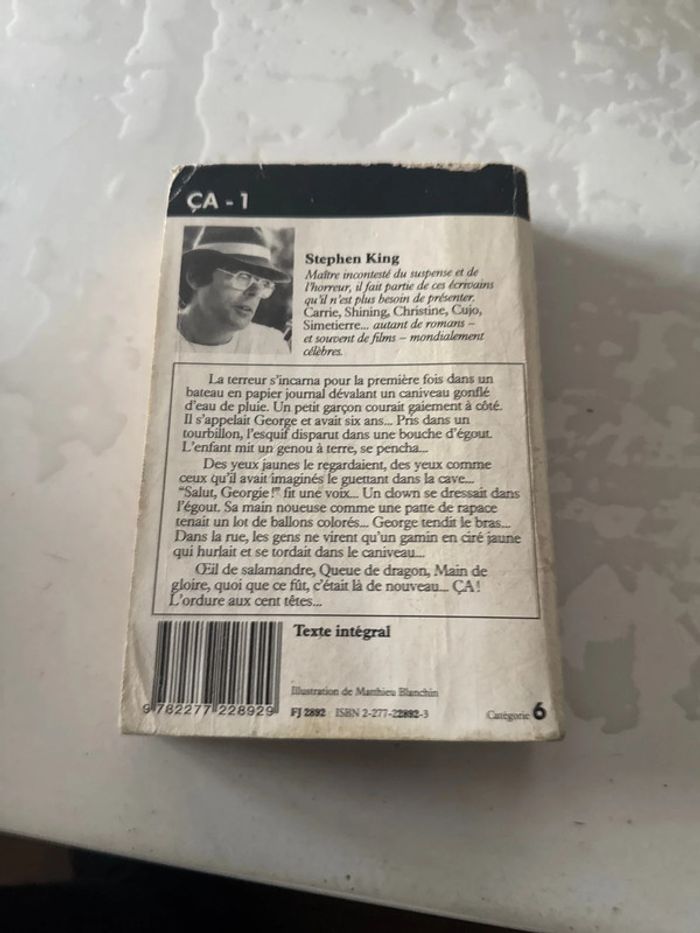 ÇA - 1
Stephen King
Maître incontesté du suspense et de
l'horreur, il fait partie de ces écrivains
qu'il n'est plus besoin de présenter.
Carrie, Shining, Christine, Cujo,
Simetierre... autant de romans –
et souvent de films – mondialement
célèbres.
La terreur s'incarna pour la première fois dans un
bateau en papier journal dévalant un caniveau gonflé
d'eau de pluie. Un petit garçon courait gaiement à côté.
Il s'appelait George et avait six ans... Pris dans un
tourbillon, l'esquif disparut dans une bouche d'égout.
L'enfant mit un genou à terre, se pencha...
Des yeux jaunes le regardaient, des yeux comme
ceux qu'il avait imaginés le guettant dans la cave...
"Salut, Georgie!" fit une voix... Un clown se dressait dans
l'égout. Sa main noueuse comme une patte de rapace
tenait un lot de ballons colorés... George tendit le bras...
Dans la rue, les gens ne virent qu'un gamin en ciré jaune
qui hurlait et se tordait dans le caniveau...
Œil de salamandre, Queue de dragon, Main de
gloire, quoi que ce fût, c'était là de nouveau... ÇA!
L'ordure aux cent têtes...
Texte intégral
Illustration de Matthieu Blanchin
9 782277 228929
FJ 2892 ISBN 2-277-22892-3
Catégorie 6